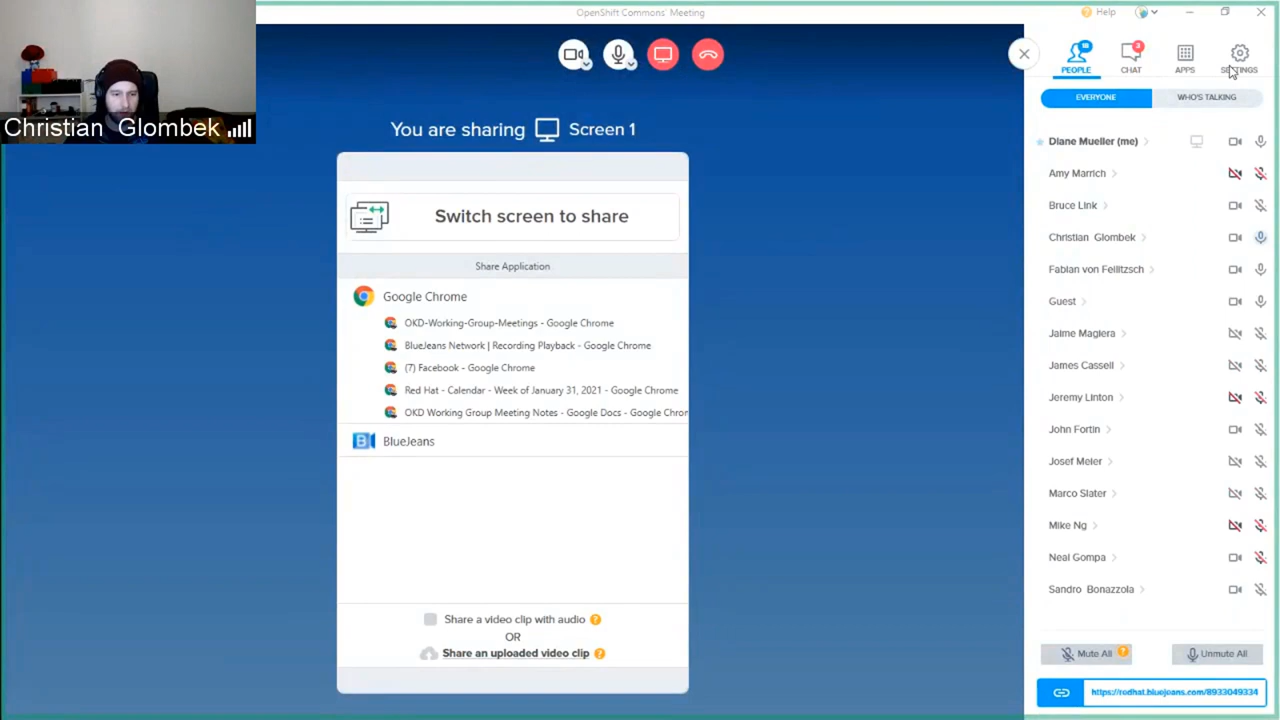 OpenShift Commons' Meeting
Help
Christian Glombek
You are sharing Screen 1
Switch screen to share
Share Application
Google Chrome
OKD-Working-Group-Meetings - Google Chrome
BlueJeans Network | Recording Playback - Google Chrome
(7) Facebook - Google Chrome
Red Hat - Calendar - Week of January 31, 2021 - Google Chrome
OKD Working Group Meeting Notes - Google Docs - Google Chror
BlueJeans
Share a video clip with audio ?
OR
Share an uploaded video clip ?
18
3
PEOPLE CHAT APPS SETTINGS
EVERYONE WHO'S TALKING
Diane Mueller (me)
Amy Marrich
Bruce Link
Christian Glombek
Fabian von Feilitzsch
Guest
Jaime Magiera
James Cassell
Jeremy Linton
John Fortin
Josef Meier
Marco Slater
Mike Ng
Neal Gompa
Sandro Bonazzola
Mute All ? Unmute All
https://redhat.bluejeans.com/8933049334